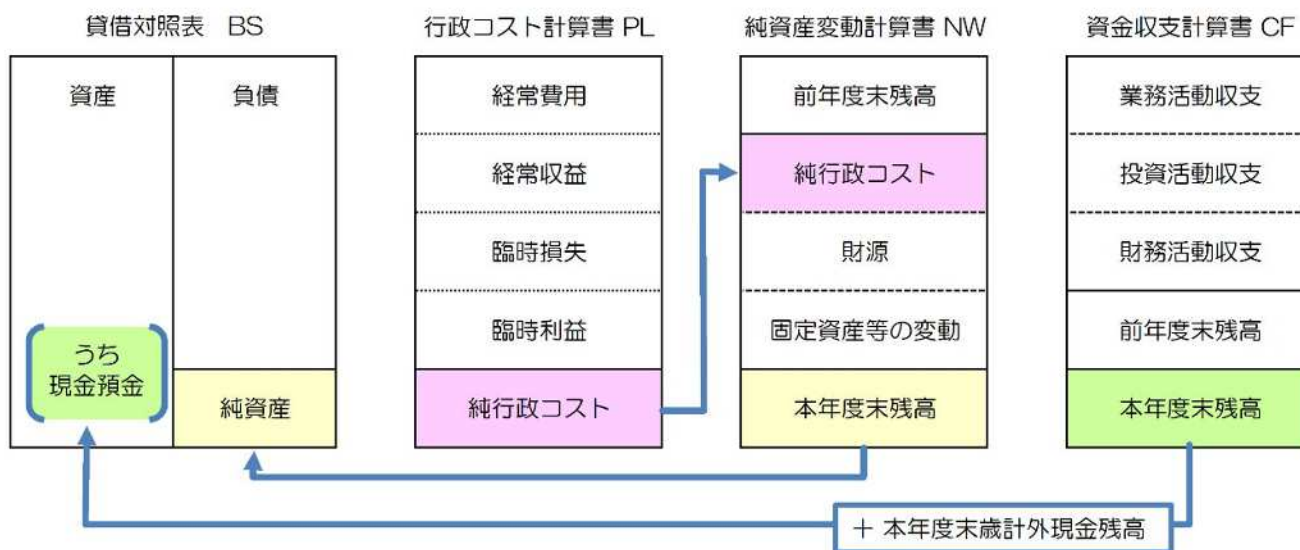 貸借対照表 BS
資産
負債
うち
現金預金
純資産
行政コスト計算書 PL
経常費用
経常収益
臨時損失
臨時利益
純行政コスト
純資産変動計算書 NW
前年度末残高
純行政コスト
財源
固定資産等の変動
本年度末残高
資金収支計算書 CF
業務活動収支
投資活動収支
財務活動収支
前年度末残高
本年度末残高
+ 本年度末歳計外現金残高